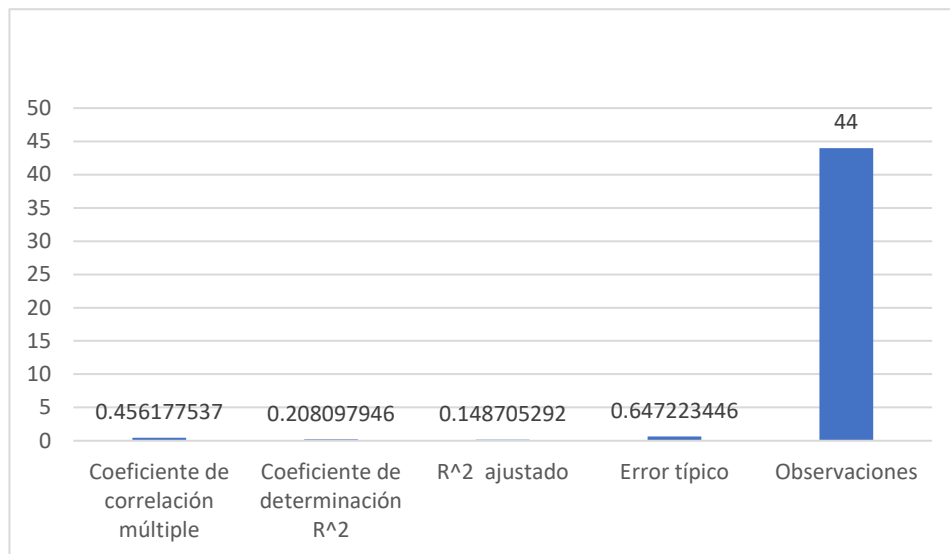 50
45
40
35
30
25
20
15
10
5
0
44
0.456177537
0.208097946
0.148705292
0.647223446
Coeficiente de
correlación
múltiple
Coeficiente de
determinación
R^2
R^2  ajustado
Error típico
Observaciones